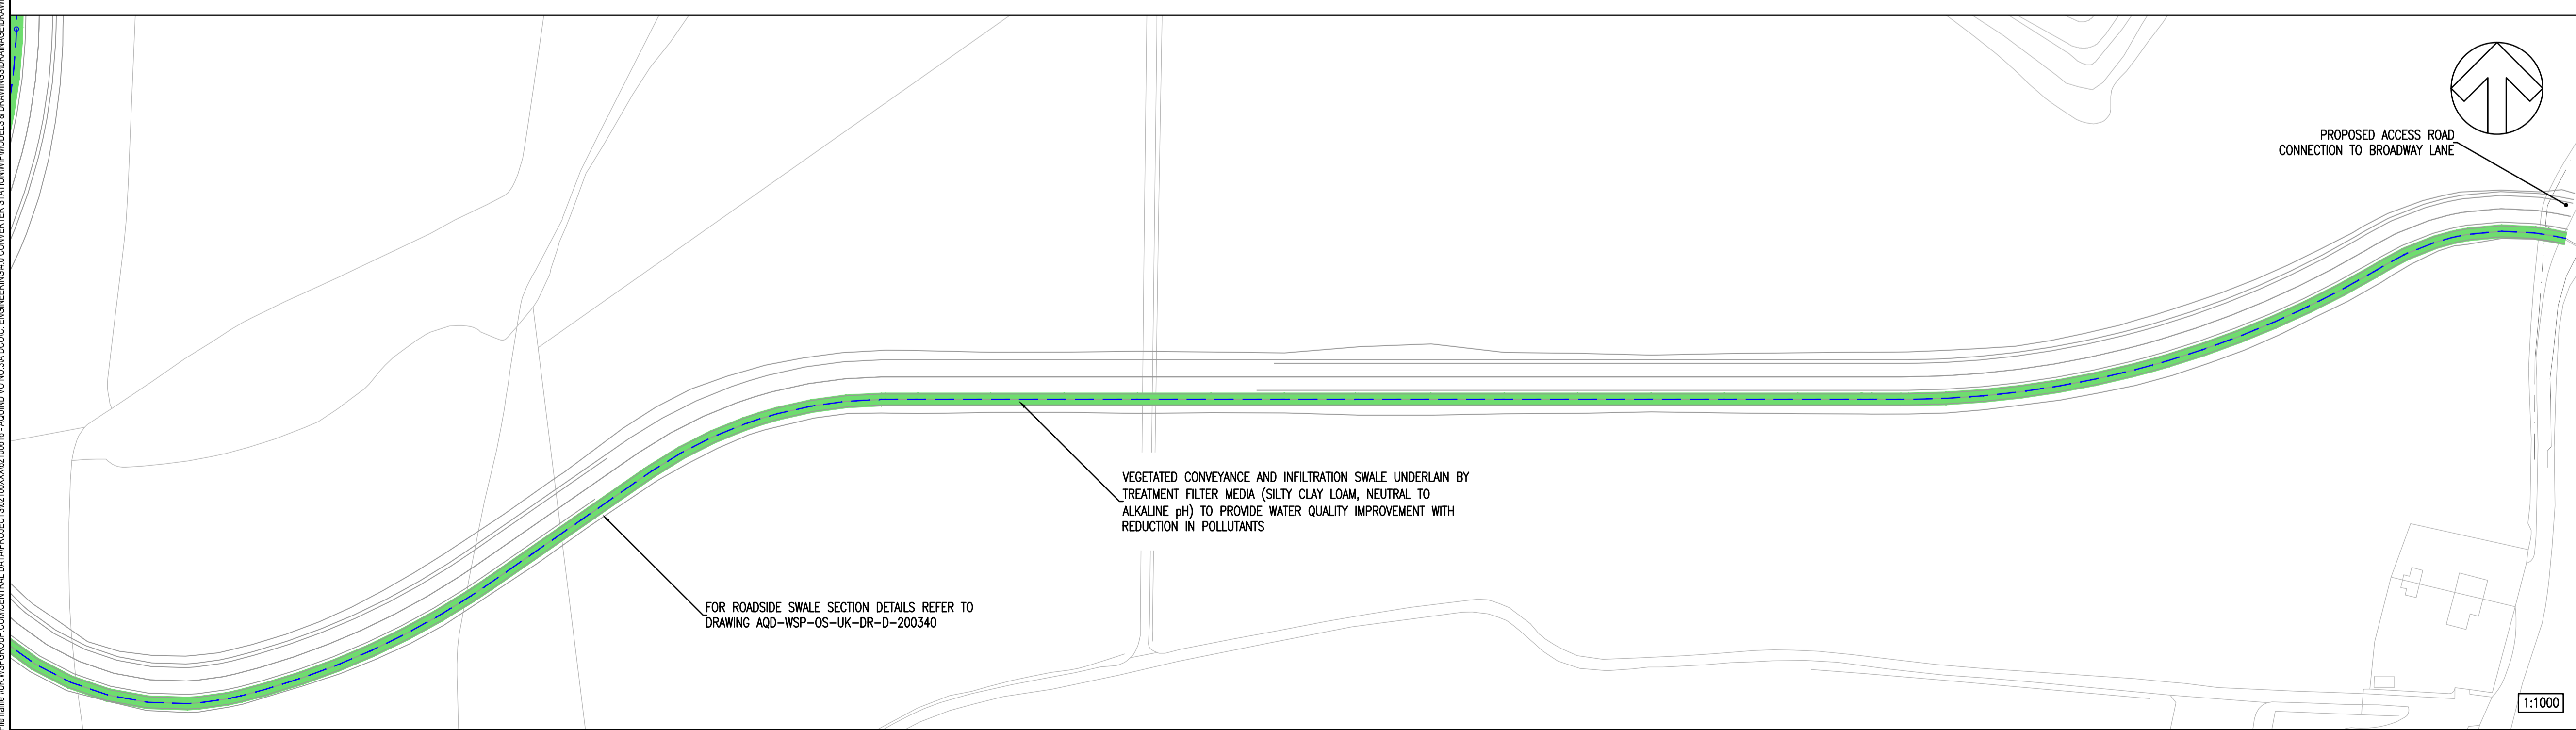 PROPOSED ACCESS ROAD
CONNECTION TO BROADWAY LANE
VEGETATED CONVEYANCE AND INFILTRATION SWALE UNDERLAIN BY
TREATMENT FILTER MEDIA (SILTY CLAY LOAM, NEUTRAL TO
ALKALINE pH) TO PROVIDE WATER QUALITY IMPROVEMENT WITH
REDUCTION IN POLLUTANTS
FOR ROADSIDE SWALE SECTION DETAILS REFER TO
DRAWING AQD-WSP-OS-UK-DR-D-200340
1:1000